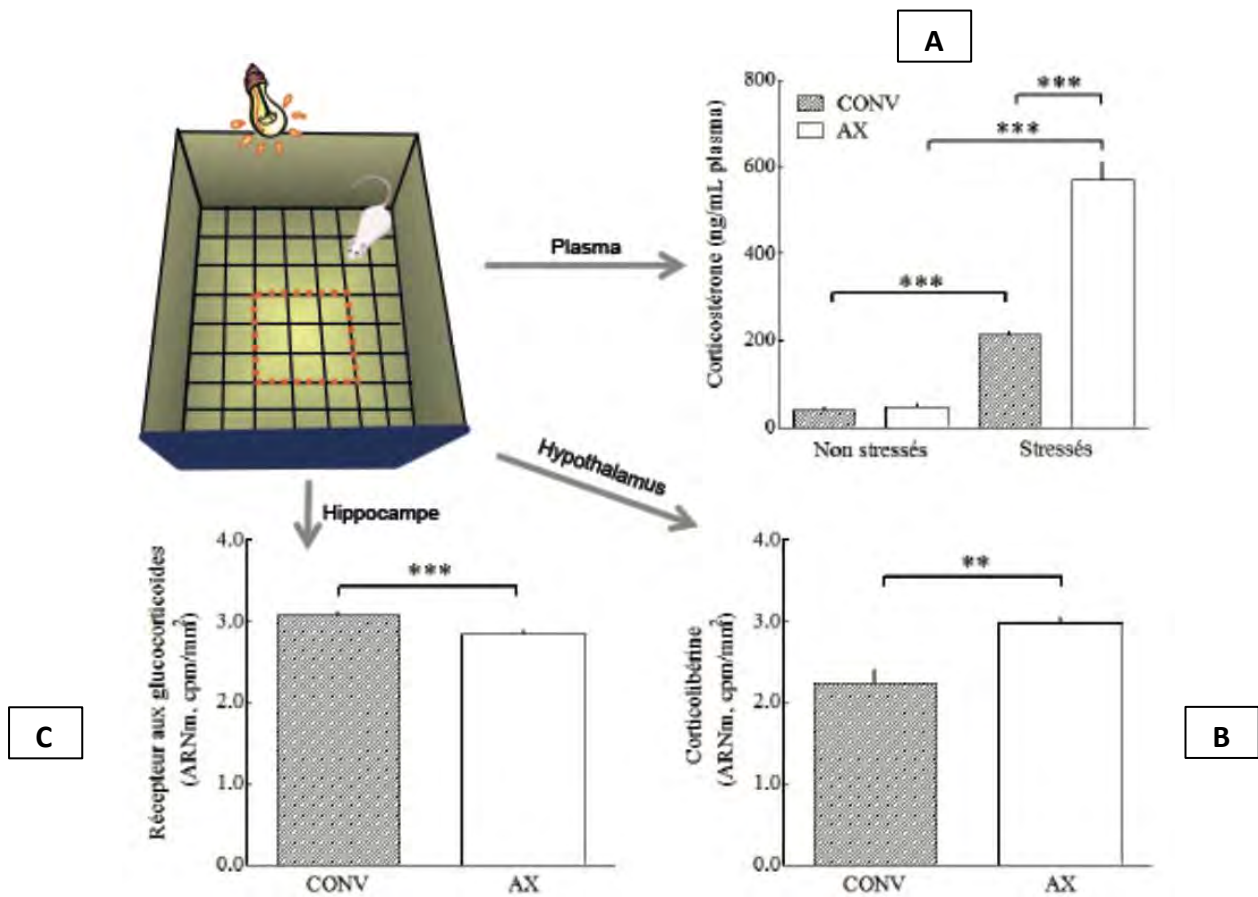 A
800
600
400
200
0
Corticostérone (ng/mL plasma)
CONV
AX
***
***
***
Non stressés
Stressés
Plasma
Hypothalamus
Hippocampe
C
4.0
3.0
2.0
1.0
0.0
Récepteur aux glucocorticoides
(ARNm, cpm/mm²)
***
CONV
AX
4.0
3.0
2.0
1.0
0.0
Corticolibérine
(ARNm, cpm/mm²)
**
CONV
AX
B